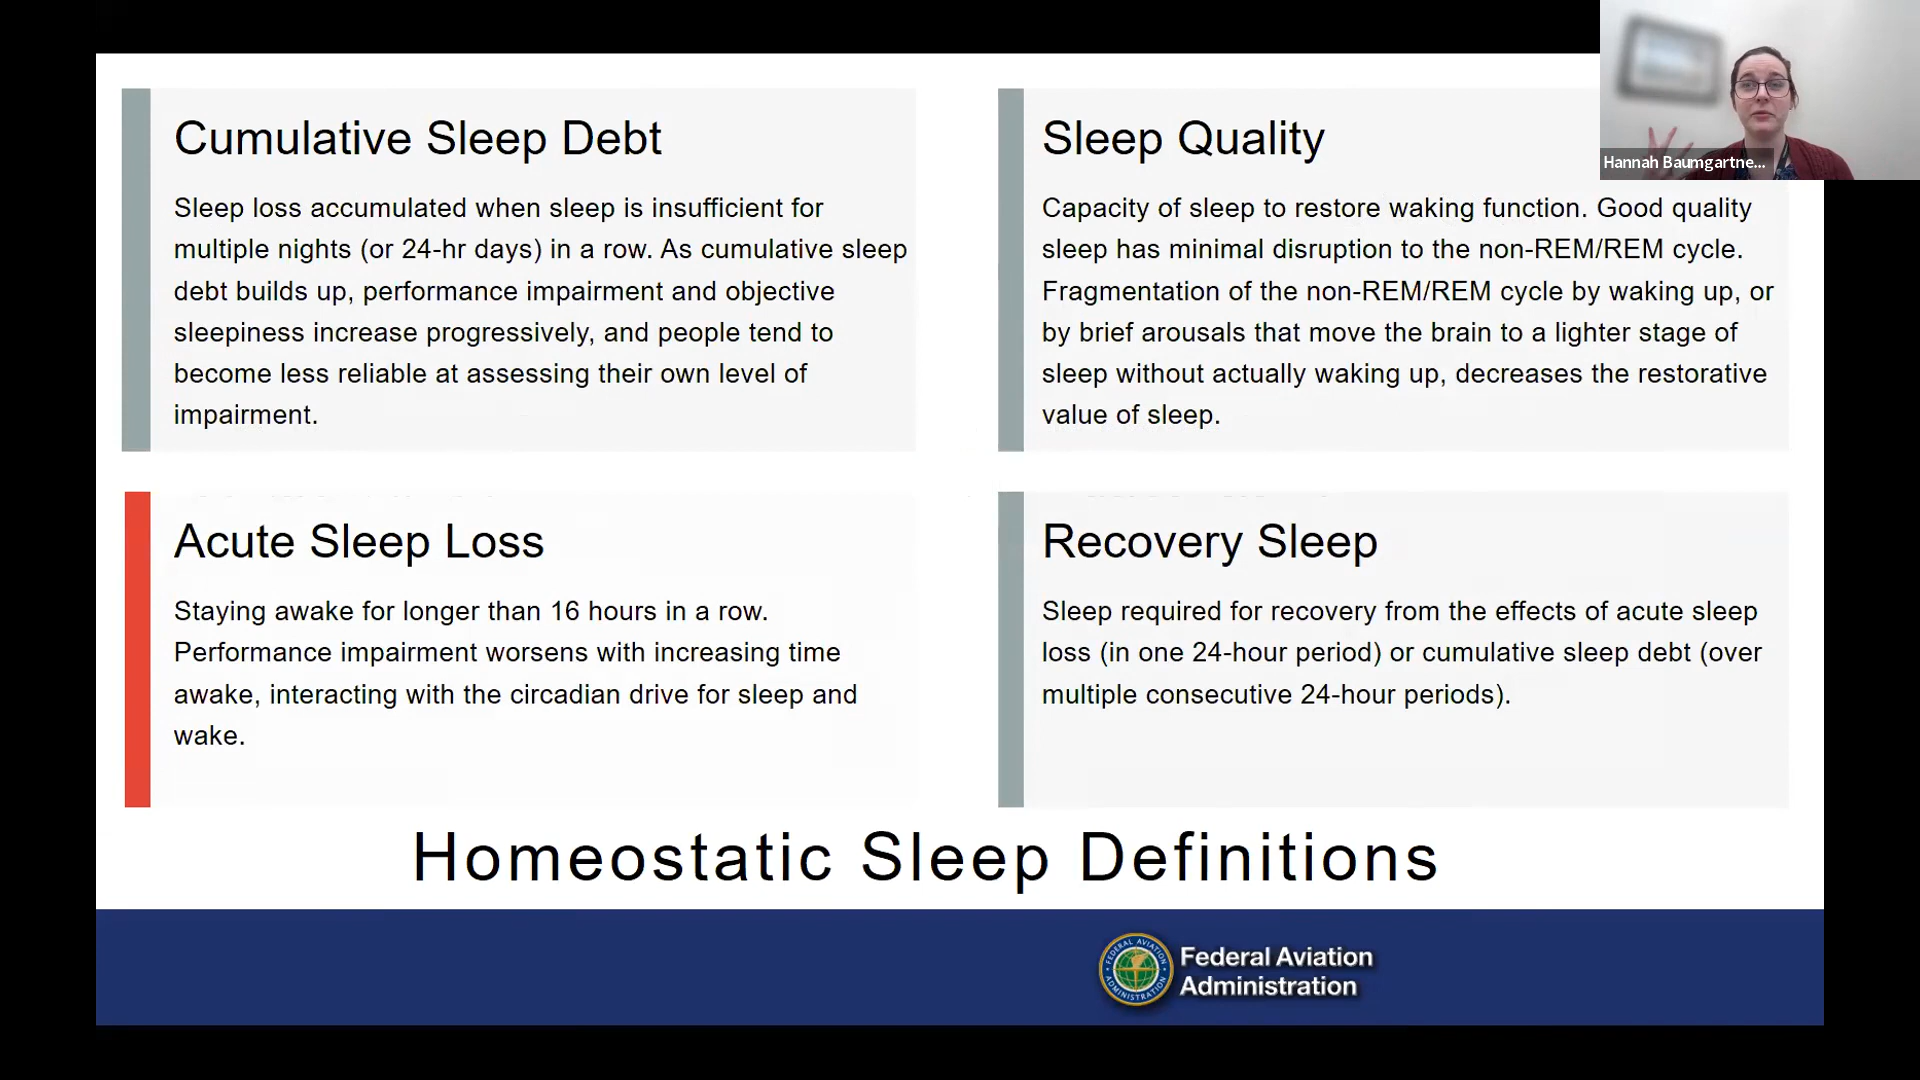 Cumulative Sleep Debt
Sleep loss accumulated when sleep is insufficient for
multiple nights (or 24-hr days) in a row. As cumulative sleep
debt builds up, performance impairment and objective
sleepiness increase progressively, and people tend to
become less reliable at assessing their own level of
impairment.
Sleep Quality
Capacity of sleep to restore waking function. Good quality
sleep has minimal disruption to the non-REM/REM cycle.
Fragmentation of the non-REM/REM cycle by waking up, or
by brief arousals that move the brain to a lighter stage of
sleep without actually waking up, decreases the restorative
value of sleep.
Hannah Baumgartne...
Acute Sleep Loss
Staying awake for longer than 16 hours in a row.
Performance impairment worsens with increasing time
awake, interacting with the circadian drive for sleep and
wake.
Recovery Sleep
Sleep required for recovery from the effects of acute sleep
loss (in one 24-hour period) or cumulative sleep debt (over
multiple consecutive 24-hour periods).
Homeostatic Sleep Definitions
FEDERAL AVIATION
ADMINISTRATION
Federal Aviation
Administration